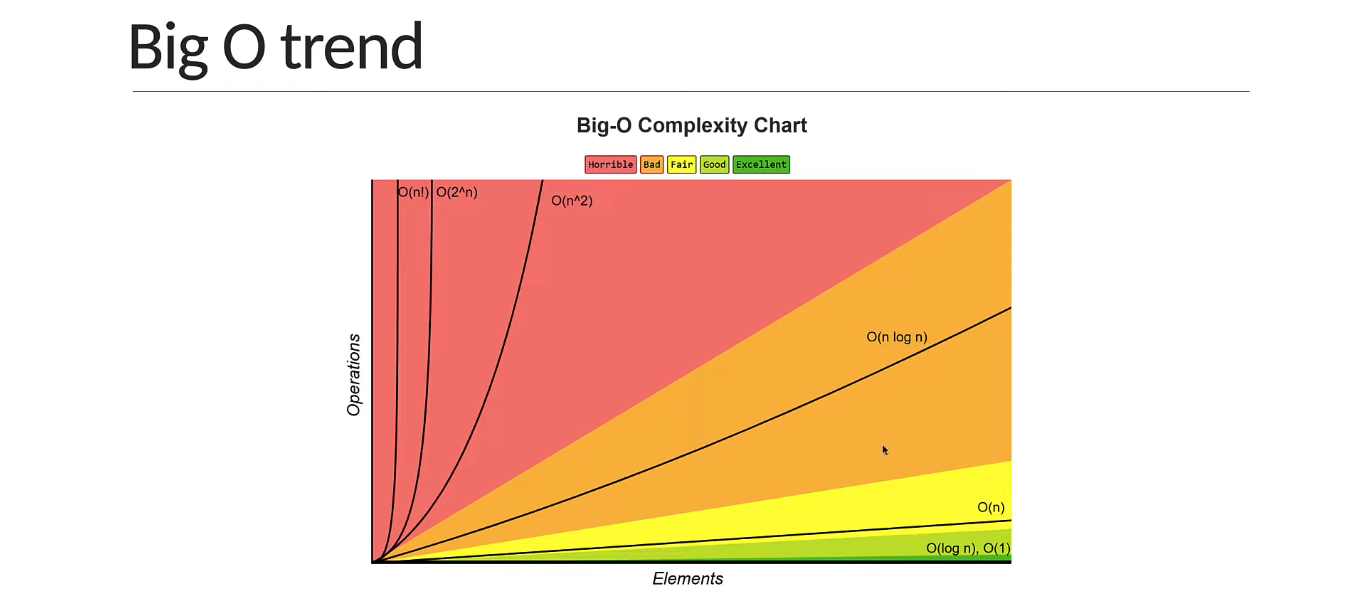 Big O trend
Big-O Complexity Chart
Horrible Bad Fair Good Excellent
O(n!) O(2^n)
O(n^2)
O(n log n)
Operations
O(n)
O(log n), O(1)
Elements